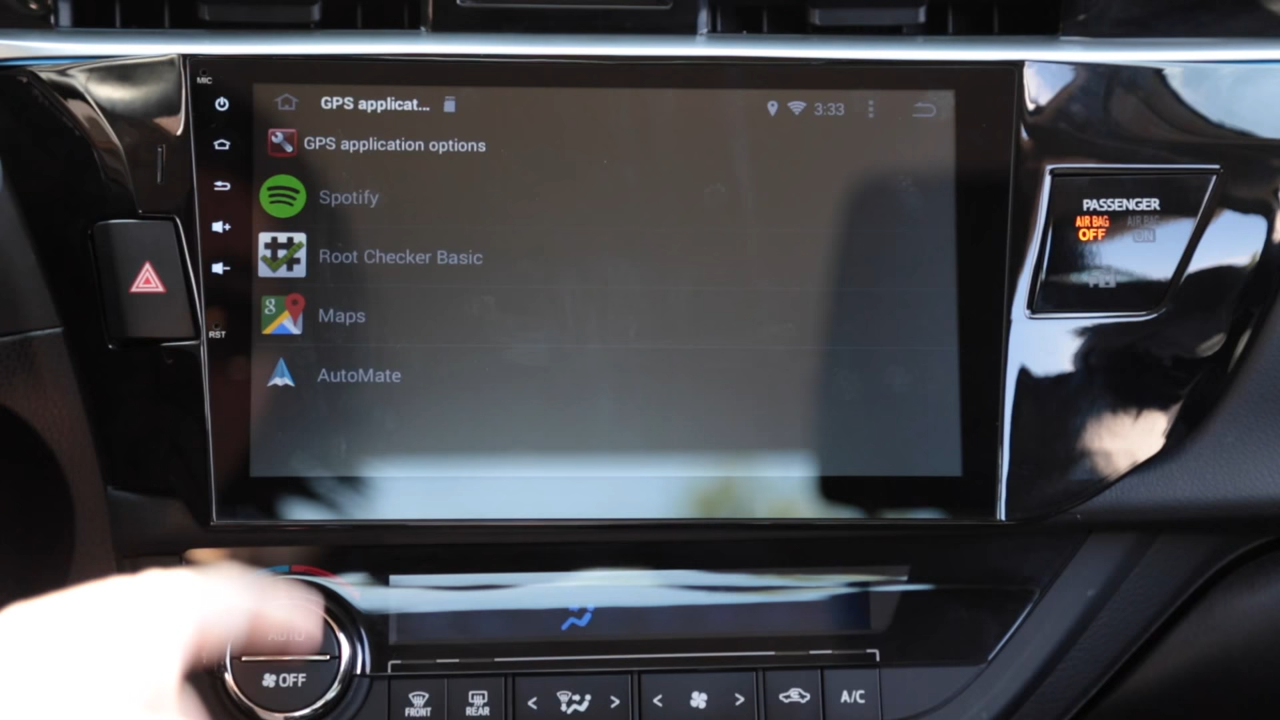 MIC
GPS applicat...
3:33
GPS application options
Spotify
Root Checker Basic
Maps
AutoMate
RST
PASSENGER
AIR BAG OFF
AIR BAG ON
AUTO
OFF
FRONT
REAR
A/C